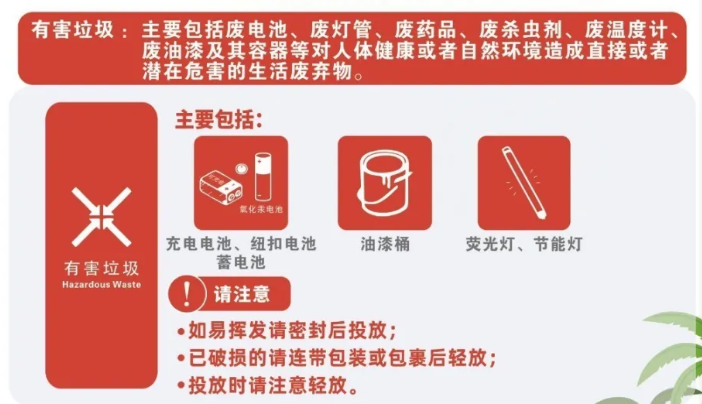 有害垃圾：主要包括废电池、废灯管、废药品、废杀虫剂、废温度计、
废油漆及其容器等对人体健康或者自然环境造成直接或者
潜在危害的生活废弃物。
主要包括：
氧化汞电池
充电电池、纽扣电池
蓄电池
油漆桶
荧光灯、节能灯
有害垃圾
Hazardous Waste
! 请注意
•如易挥发请密封后投放；
•已破损的请连带包装或包裹后轻放；
•投放时请注意轻放。